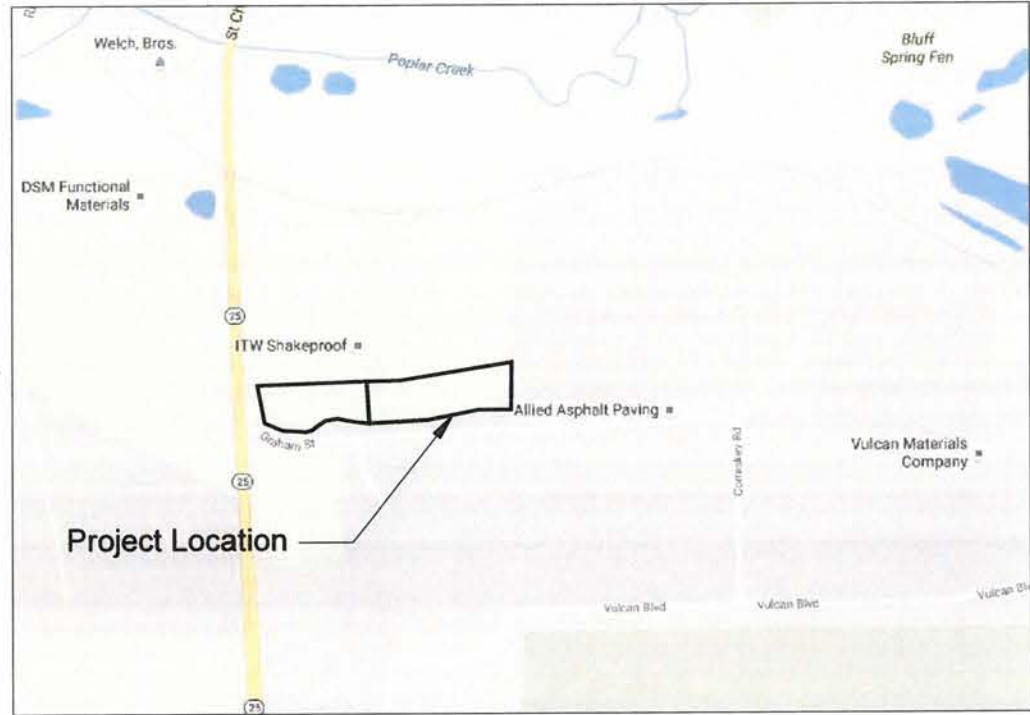 St Ch
Welch, Bros.
Poplar Creek
Bluff
Spring Fen
DSM Functional
Materials
25
ITW Shakeproof
Allied Asphalt Paving
Graham St
Vulcan Materials
Company
25
Project Location
Vulcan Blvd
Vulcan Blvd
Vulcan Bl
25